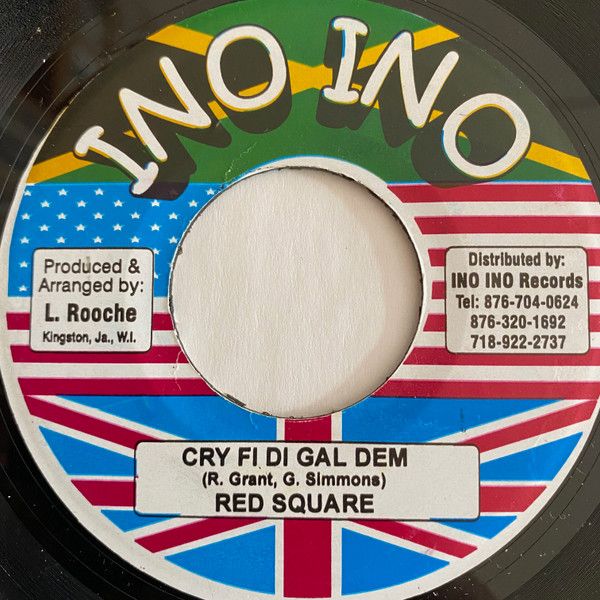 INO INO
Produced &
Arranged by:
L. Rooche
Kingston, Ja., W.I.
Distributed by:
INO INO Records
Tel: 876-704-0624
876-320-1692
718-922-2737
CRY FI DI GAL DEM
(R. Grant, G. Simmons)
RED SQUARE